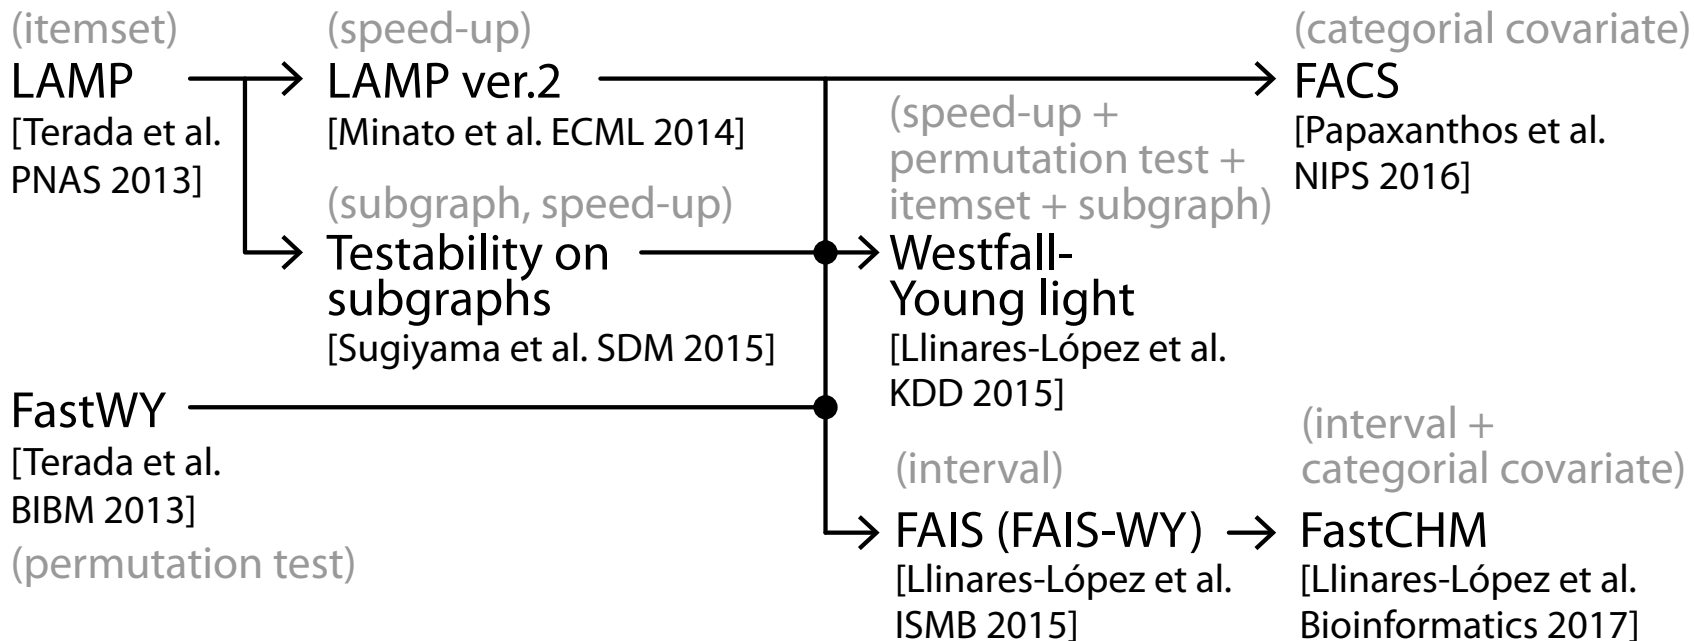 (itemset)
LAMP
[Terada et al.
PNAS 2013]
(speed-up)
LAMP ver.2
[Minato et al. ECML 2014]
(subgraph, speed-up)
Testability on
subgraphs
[Sugiyama et al. SDM 2015]
FastWY
[Terada et al.
BIBM 2013]
(permutation test)
(speed-up +
permutation test +
itemset + subgraph)
Westfall-
Young light
[Llinares-López et al.
KDD 2015]
(interval)
FAIS (FAIS-WY)
[Llinares-López et al.
ISMB 2015]
(categorial covariate)
FACS
[Papaxanthos et al.
NIPS 2016]
(interval +
categorial covariate)
FastCHM
[Llinares-López et al.
Bioinformatics 2017]